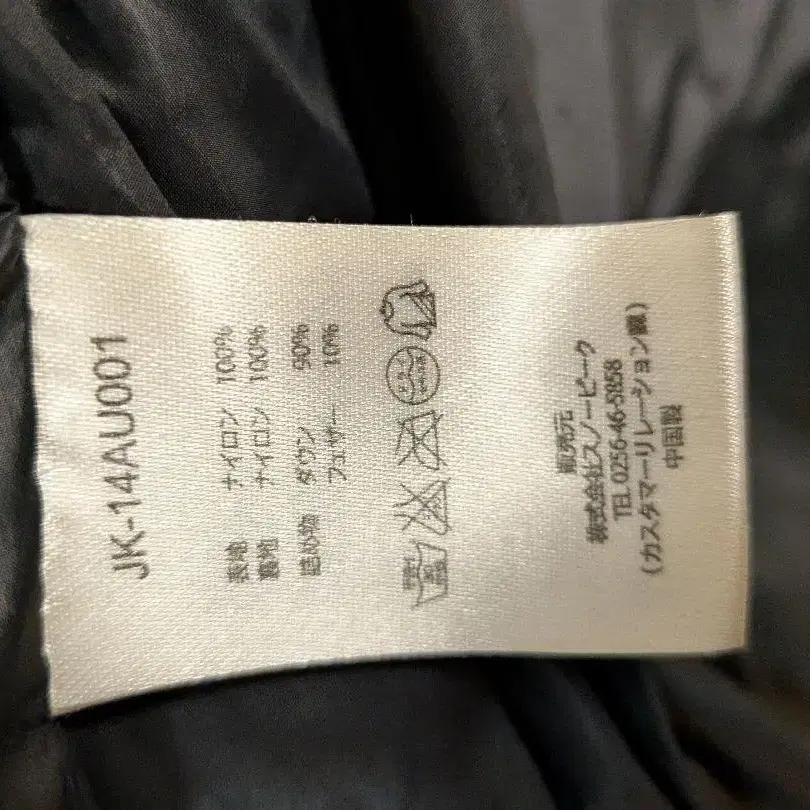 JK-14AU001
表地 ナイロン 100%
裏地 ナイロン 100%
詰め物 ダウン 90%
フェザー 10%
販売元
株式会社スノーピーク
TEL 0256-46-5858
(カスタマーリレーション課)
中国製